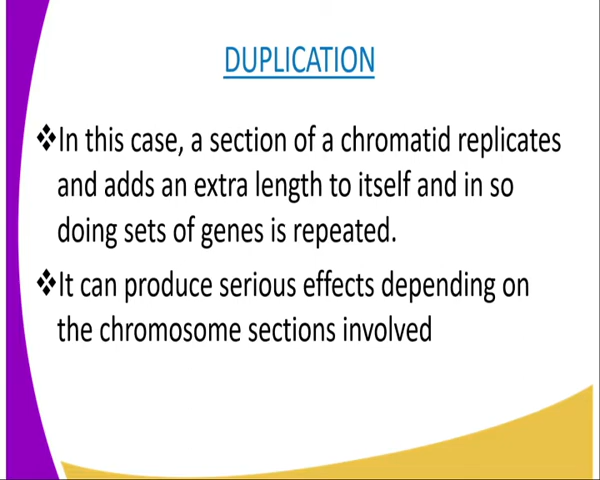 DUPLICATION
❖In this case, a section of a chromatid replicates
and adds an extra length to itself and in so
doing sets of genes is repeated.
❖It can produce serious effects depending on
the chromosome sections involved